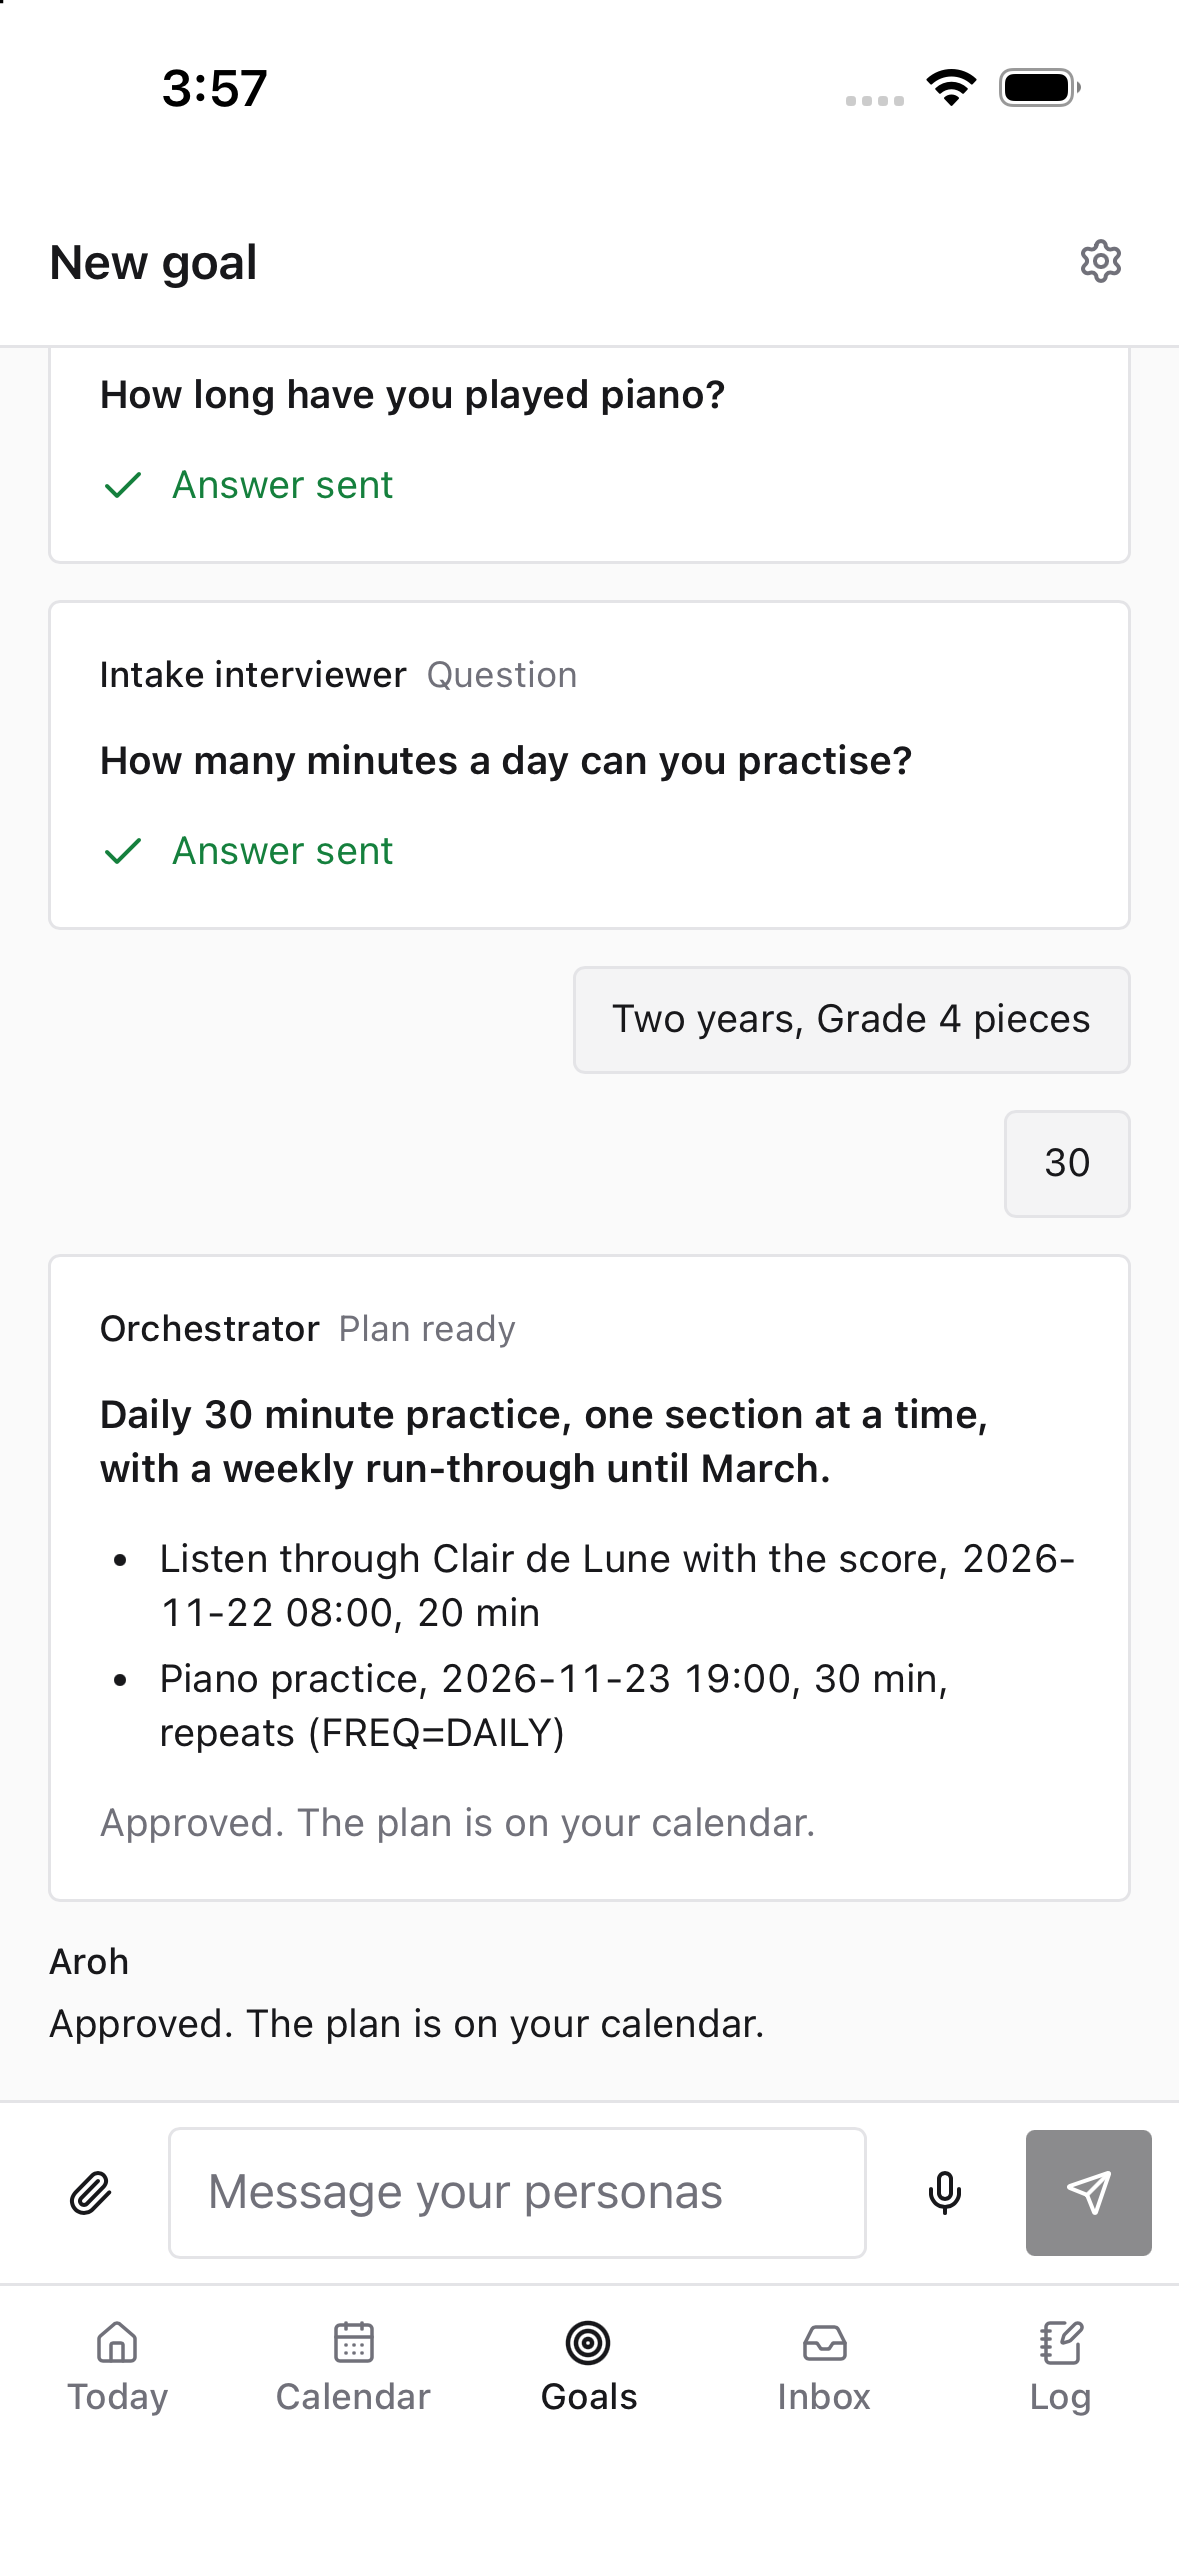 3:57
New goal
How long have you played piano?
Answer sent
Intake interviewer Question
How many minutes a day can you practise?
Answer sent
Two years, Grade 4 pieces
30
Orchestrator Plan ready
Daily 30 minute practice, one section at a time,
with a weekly run-through until March.
• Listen through Clair de Lune with the score, 2026-
11-22 08:00, 20 min
• Piano practice, 2026-11-23 19:00, 30 min,
repeats (FREQ=DAILY)
Approved. The plan is on your calendar.
Aroh
Approved. The plan is on your calendar.
Message your personas
Today Calendar Goals Inbox Log